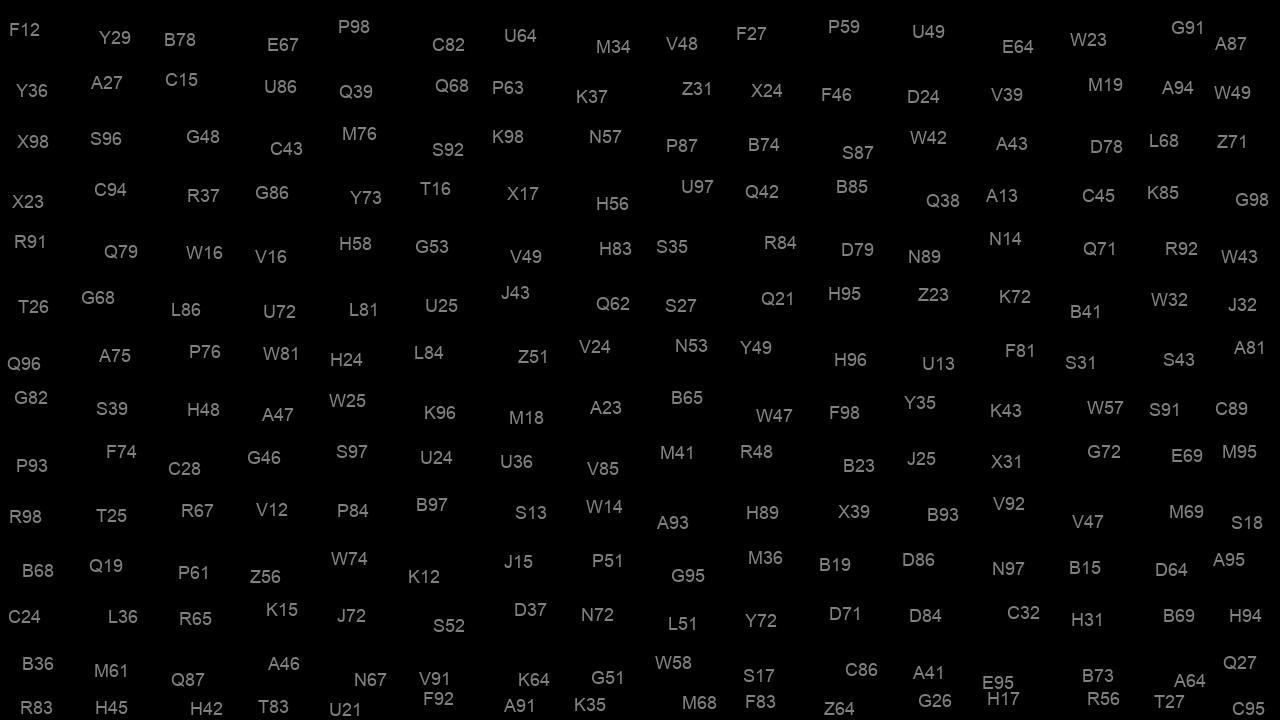 F12 Y29 B78 E67 P98 C82 U64 M34 V48 F27 P59 U49 E64 W23 G91 A87
Y36 A27 C15 U86 Q39 Q68 P63 K37 Z31 X24 F46 D24 V39 M19 A94 W49
X98 S96 G48 C43 M76 S92 K98 N57 P87 B74 S87 W42 A43 D78 L68 Z71
X23 C94 R37 G86 Y73 T16 X17 H56 U97 Q42 B85 Q38 A13 C45 K85 G98
R91 Q79 W16 V16 H58 G53 V49 H83 S35 R84 D79 N89 N14 Q71 R92 W43
T26 G68 L86 U72 L81 U25 J43 Q62 S27 Q21 H95 Z23 K72 B41 W32 J32
Q96 A75 P76 W81 H24 L84 Z51 V24 N53 Y49 H96 U13 F81 S31 S43 A81
G82 S39 H48 A47 W25 K96 M18 A23 B65 W47 F98 Y35 K43 W57 S91 C89
P93 F74 C28 G46 S97 U24 U36 V85 M41 R48 B23 J25 X31 G72 E69 M95
R98 T25 R67 V12 P84 B97 S13 W14 A93 H89 X39 B93 V92 V47 M69 S18
B68 Q19 P61 Z56 W74 K12 J15 P51 G95 M36 B19 D86 N97 B15 D64 A95
C24 L36 R65 K15 J72 S52 D37 N72 L51 Y72 D71 D84 C32 H31 B69 H94
B36 M61 Q87 A46 N67 V91 K64 G51 W58 S17 C86 A41 E95 B73 A64 Q27
R83 H45 H42 T83 U21 F92 A91 K35 M68 F83 Z64 G26 H17 R56 T27 C95